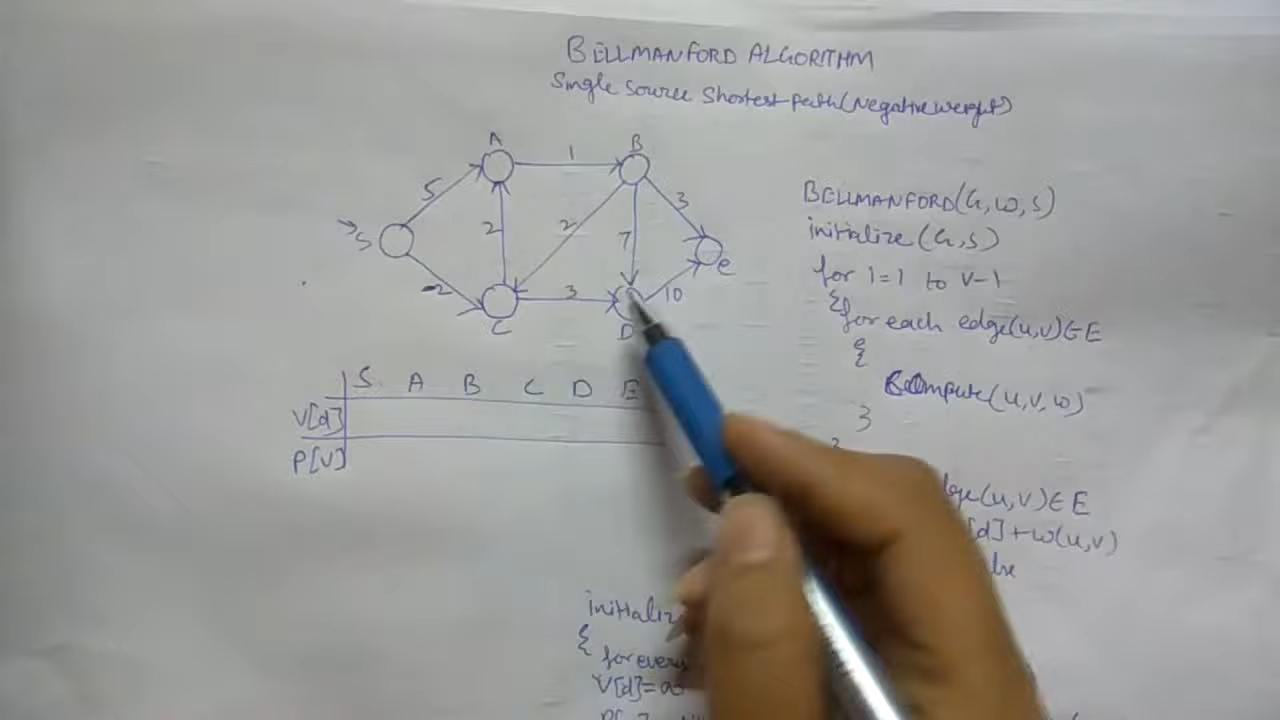 BELLMANFORD ALGORITHM
Single Source Shortest path (Negative weight)
A
B
1
5
3
S
2
2
7
e
-2
3
10
C
D
S A B C D E
V[d]
P[V]
BELLMANFORD(G, W, S)
initialize (G, S)
for i=1 to V-1
{
for each edge(u,v)∈E
{
Compute(u, v, w)
}
}
edge(u,v)∈E
[d]+w(u,v)
initializ
{
for every
V[d]=∞